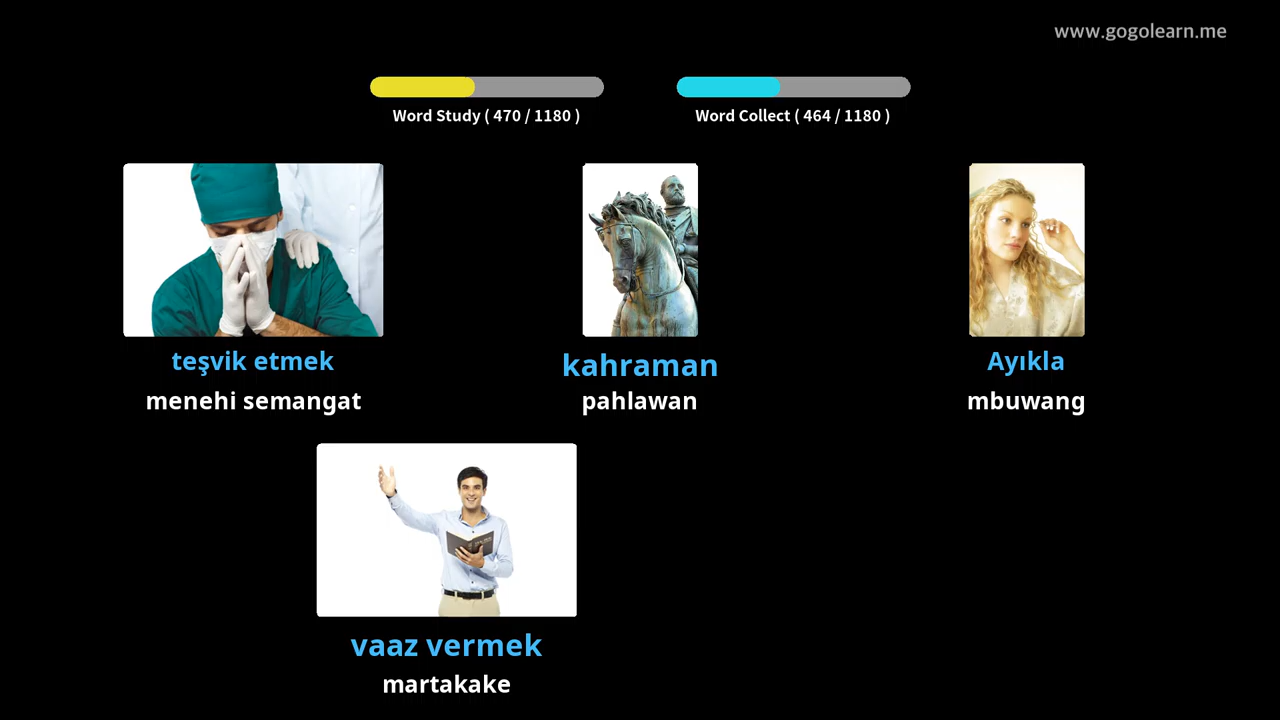 www.gogolearn.me
Word Study ( 470 / 1180 )
Word Collect ( 464 / 1180 )
teşvik etmek
menehi semangat
kahraman
pahlawan
Ayıkla
mbuwang
vaaz vermek
martakake